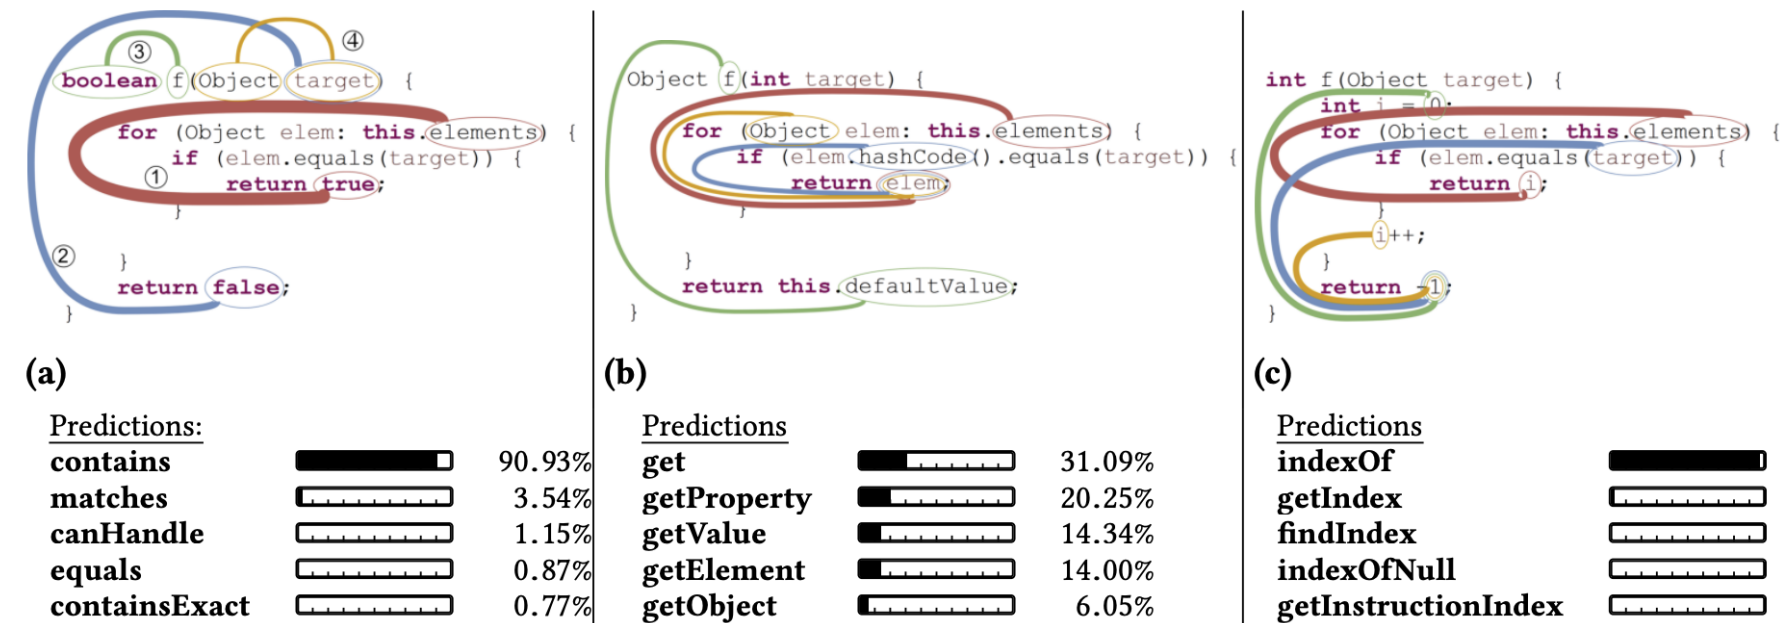 ③
④
boolean f(Object target) {
for (Object elem: this.elements) {
if (elem.equals(target)) {
①
return true;
}
②
}
return false;
}
(a)
Predictions:
contains 90.93%
matches 3.54%
canHandle 1.15%
equals 0.87%
containsExact 0.77%
Object f(int target) {
for (Object elem: this.elements) {
if (elem.hashCode().equals(target)) {
return elem;
}
}
return this.defaultValue;
}
(b)
Predictions
get 31.09%
getProperty 20.25%
getValue 14.34%
getElement 14.00%
getObject 6.05%
int f(Object target) {
int i = 0;
for (Object elem: this.elements) {
if (elem.equals(target)) {
return i;
}
i++;
}
return -1;
}
(c)
Predictions
indexOf
getIndex
findIndex
indexOfNull
getInstructionIndex